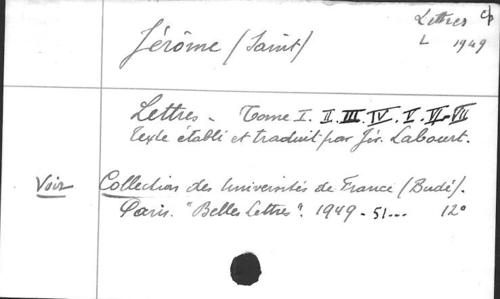 Lettres
L 1949
Jérôme (Saint)
Lettres. - Tome I. II. III. IV. V. VI-VII
Texte établi et traduit par Jér. Labourt.
Voir Collection des Universités de France (Budé).
Paris. "Belles Lettres". 1949 - 51... 12°